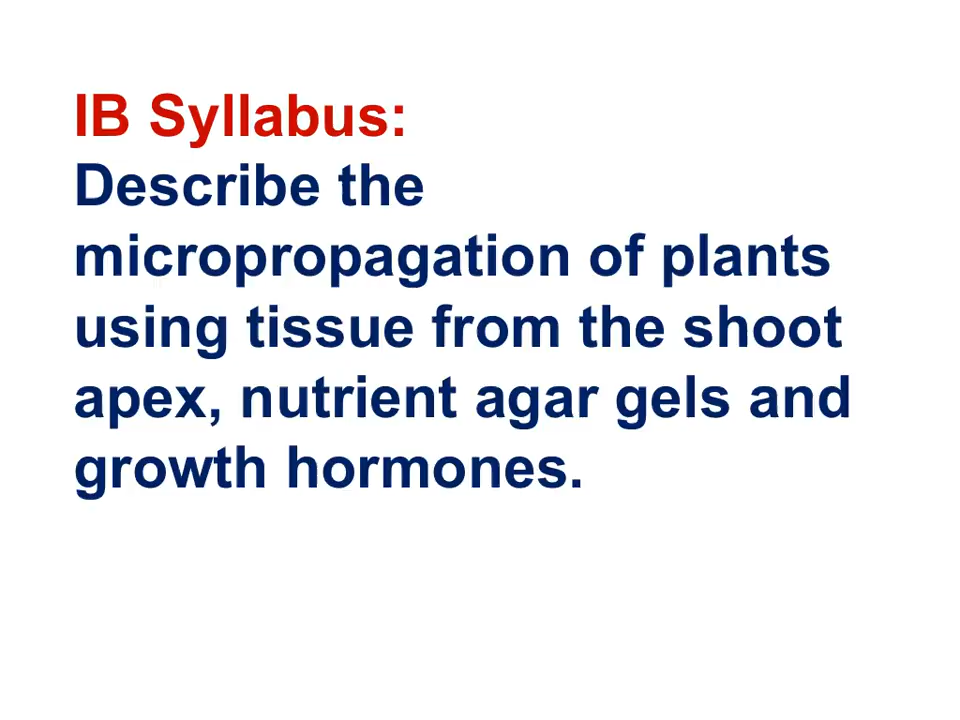 IB Syllabus:
Describe the
micropropagation of plants
using tissue from the shoot
apex, nutrient agar gels and
growth hormones.